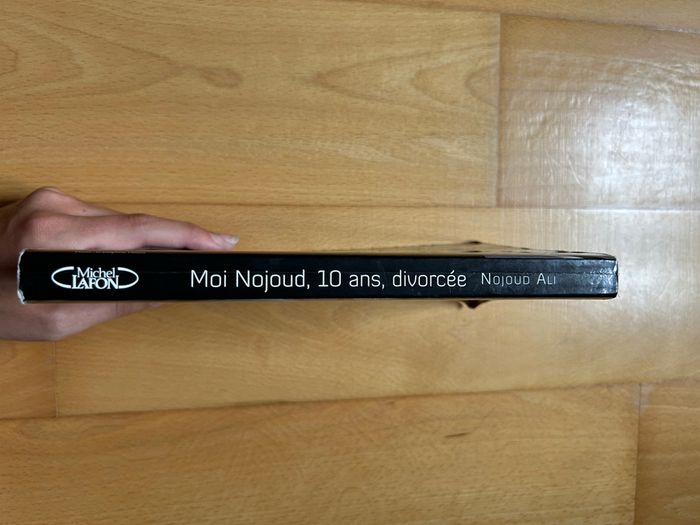 Michel
LAFON
Moi Nojoud, 10 ans, divorcée NOJOUD ALI